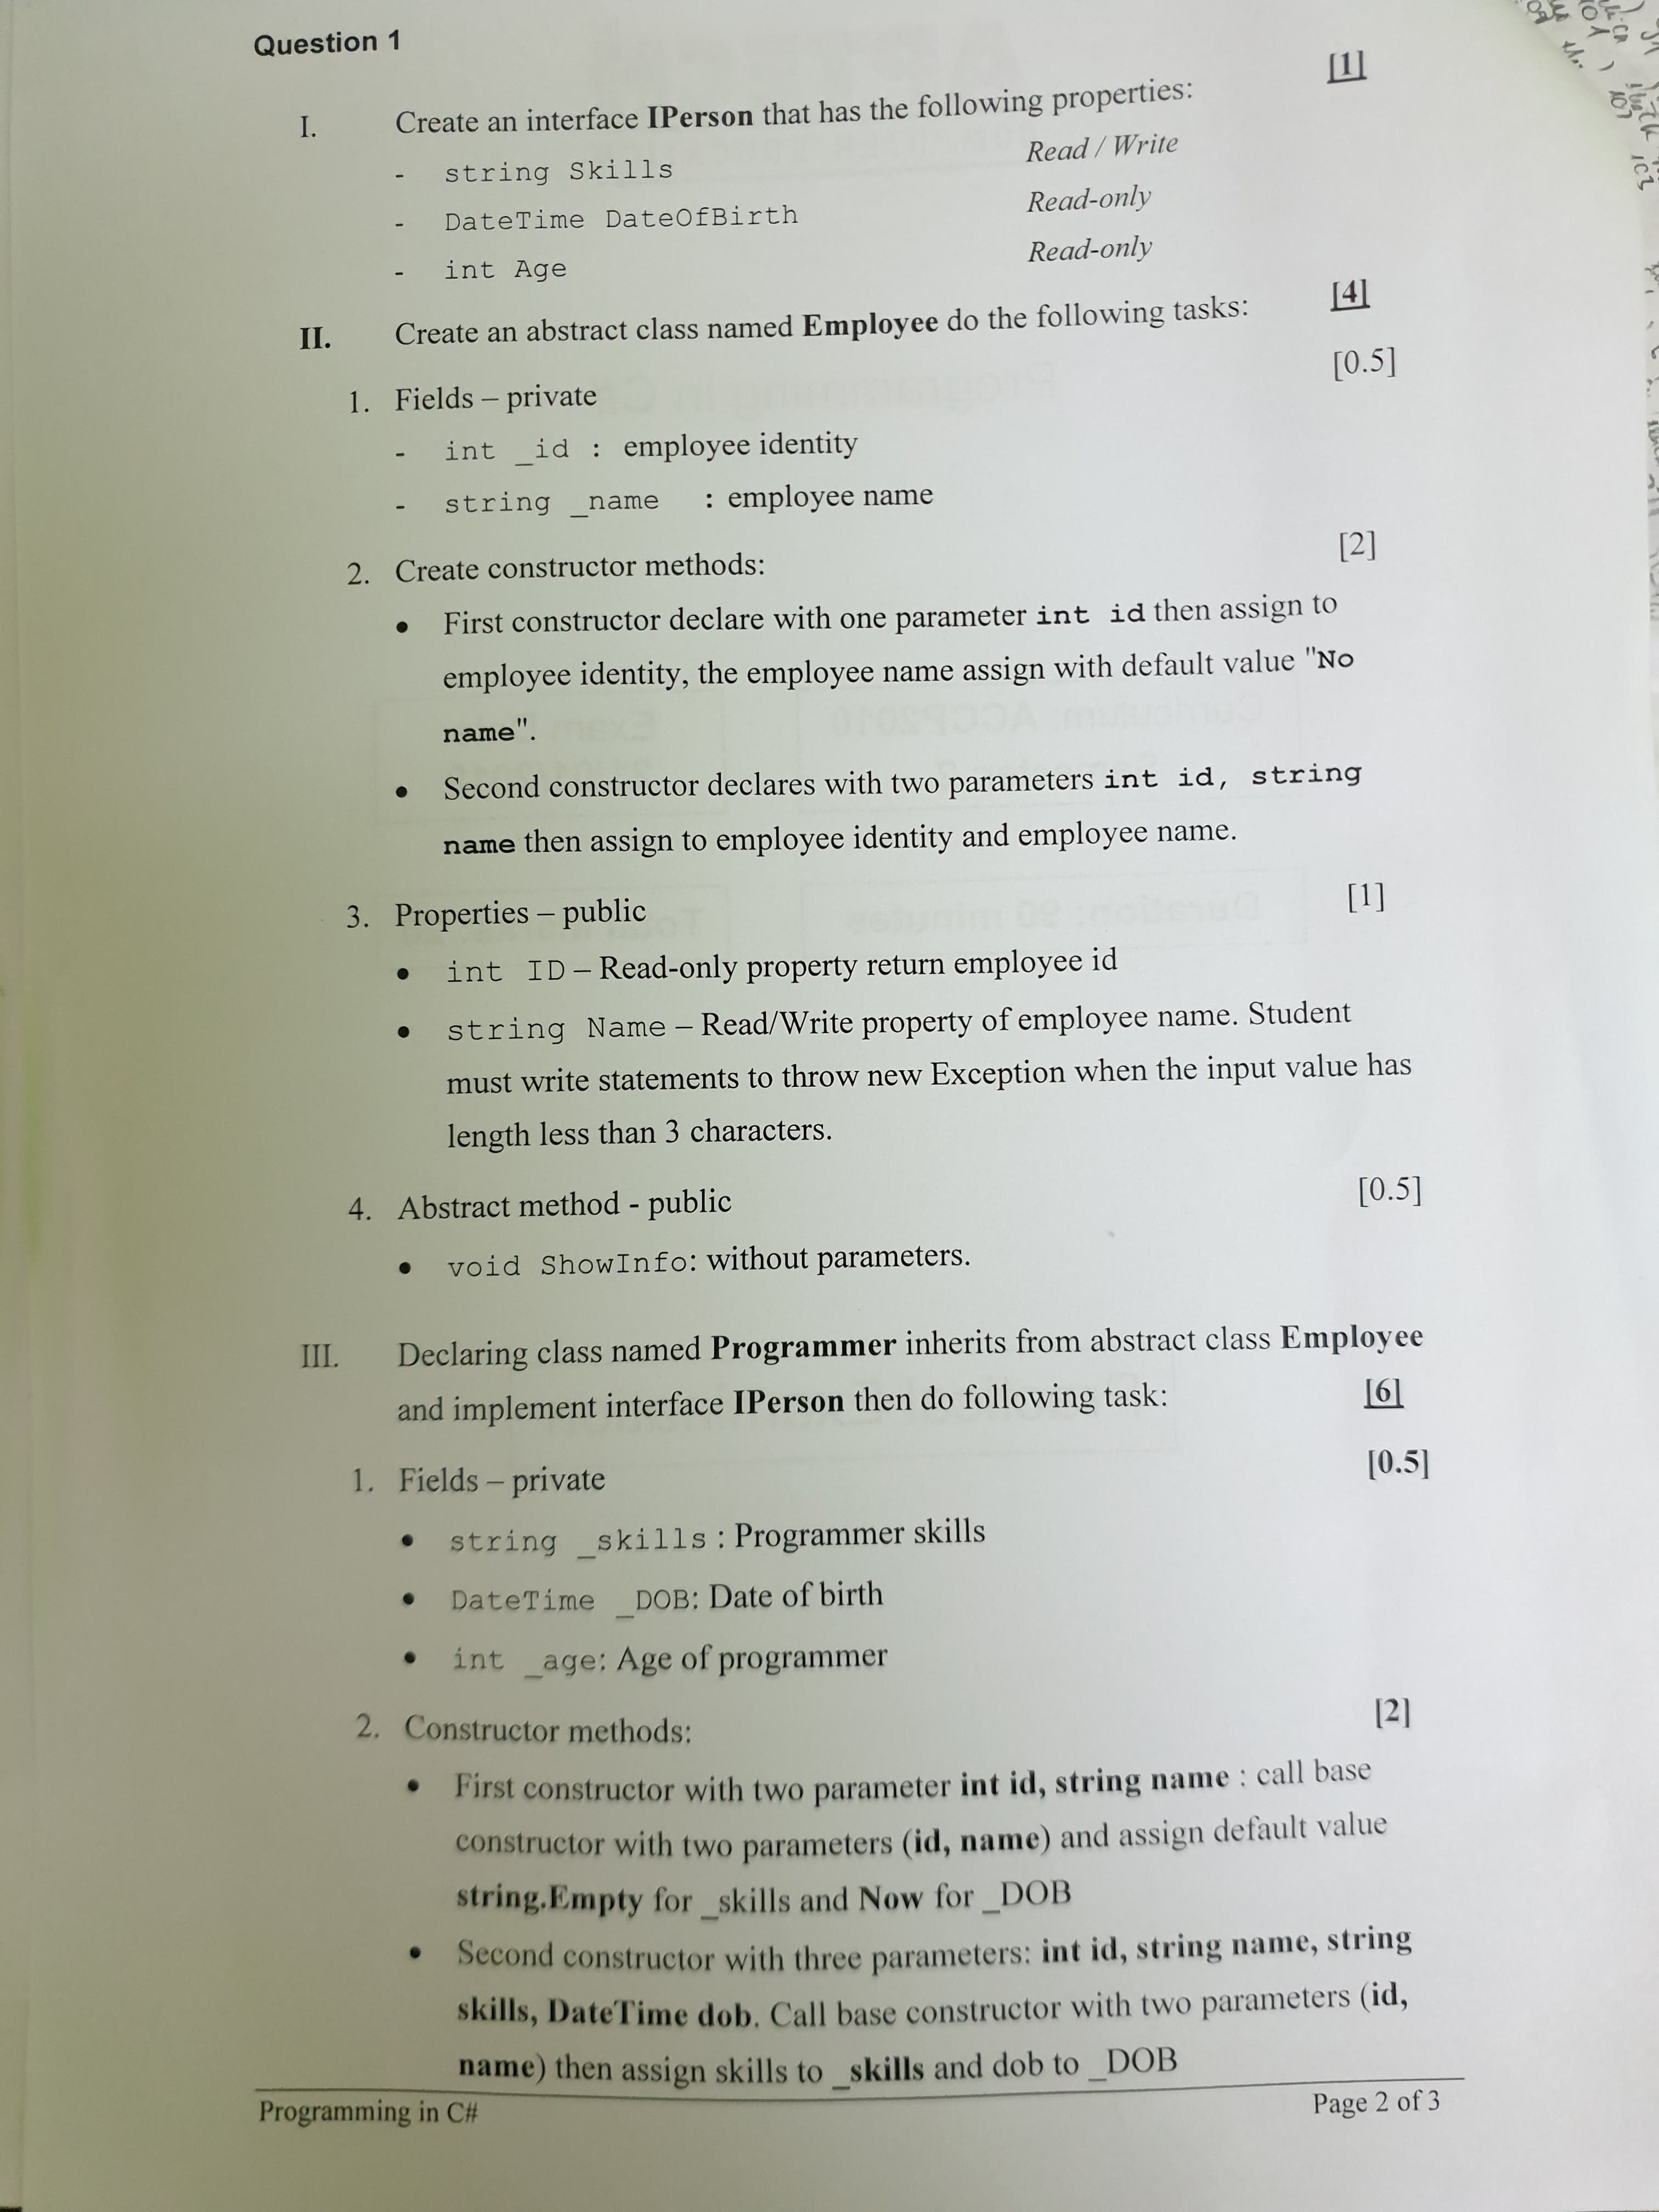 Question 1
[1]
I. Create an interface IPerson that has the following properties:
- string Skills Read / Write
- DateTime DateOfBirth Read-only
- int Age Read-only
II. Create an abstract class named Employee do the following tasks: [4]
1. Fields – private [0.5]
- int _id : employee identity
- string _name : employee name
2. Create constructor methods: [2]
• First constructor declare with one parameter int id then assign to
employee identity, the employee name assign with default value "No
name".
• Second constructor declares with two parameters int id, string
name then assign to employee identity and employee name.
3. Properties – public [1]
• int ID – Read-only property return employee id
• string Name – Read/Write property of employee name. Student
must write statements to throw new Exception when the input value has
length less than 3 characters.
4. Abstract method - public [0.5]
• void ShowInfo: without parameters.
III. Declaring class named Programmer inherits from abstract class Employee
and implement interface IPerson then do following task: [6]
1. Fields – private [0.5]
• string _skills : Programmer skills
• DateTime _DOB: Date of birth
• int _age: Age of programmer
2. Constructor methods: [2]
• First constructor with two parameter int id, string name : call base
constructor with two parameters (id, name) and assign default value
string.Empty for _skills and Now for _DOB
• Second constructor with three parameters: int id, string name, string
skills, DateTime dob. Call base constructor with two parameters (id,
name) then assign skills to _skills and dob to _DOB
Programming in C# Page 2 of 3